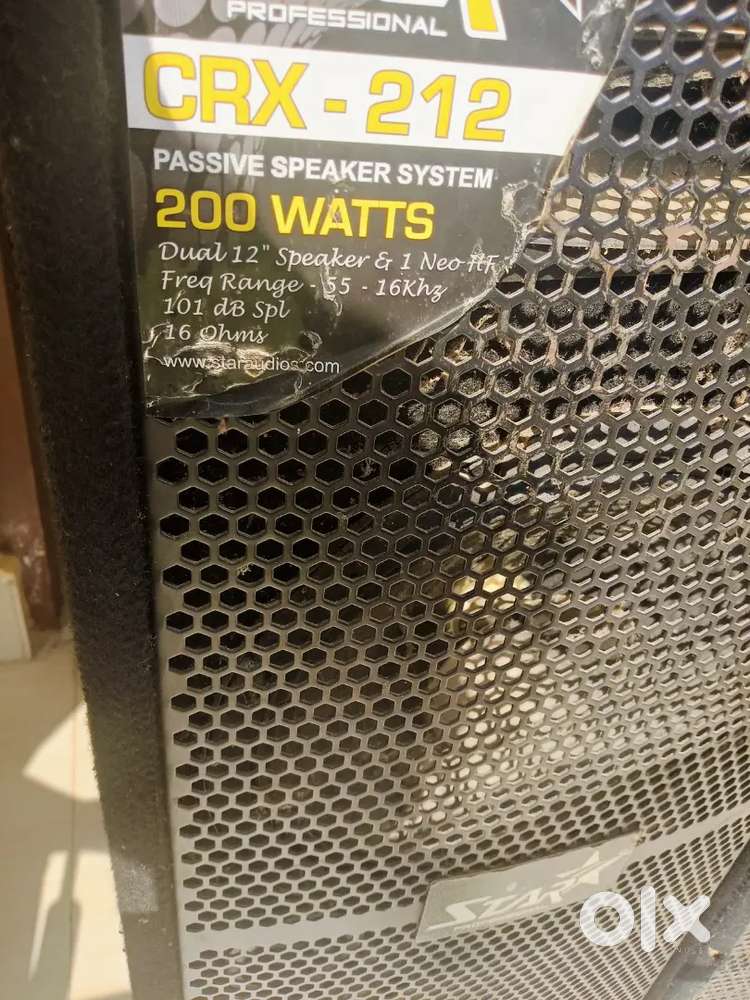 PROFESSIONAL
CRX - 212
PASSIVE SPEAKER SYSTEM
200 WATTS
Dual 12" Speaker & 1 Neo HF
Freq Range - 55 - 16Khz
101 dB Spl
16 Ohms
www.staraudios.com
STAR
olx